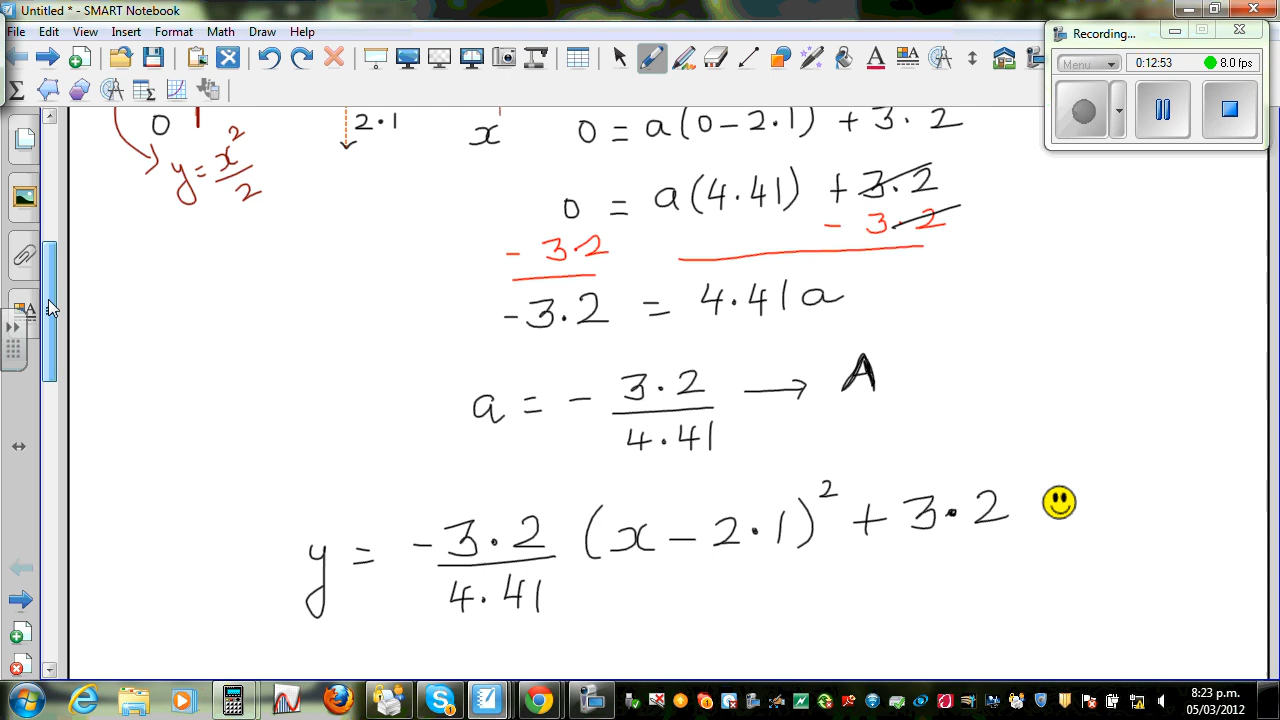 Untitled * - SMART Notebook
File Edit View Insert Format Math Draw Help
Recording...
Menu 0:12:53 8.0 fps
0 2.1 x 0 = a(0-2.1) + 3.2
y = x²/2
0 = a(4.41) + 3.2
- 3.2 - 3.2
-3.2 = 4.41a
a = - 3.2/4.41 → A
y = -3.2/4.41 (x - 2.1)² + 3.2
8:23 p.m.
05/03/2012